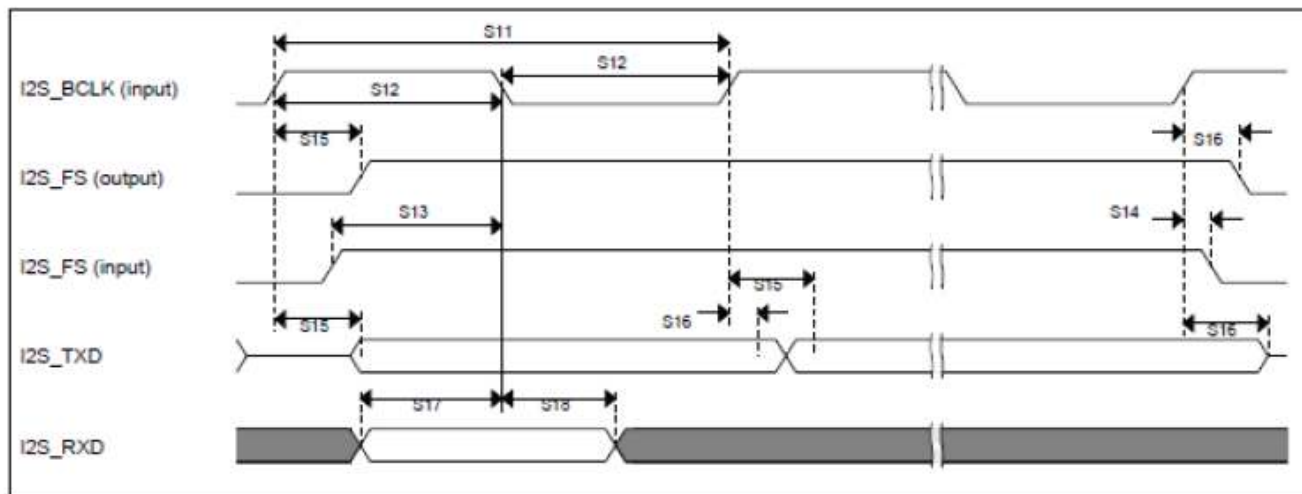 S11
S12
I2S_BCLK (input)
S12
S15
S16
I2S_FS (output)
S13
S14
I2S_FS (input)
S15
S15
S16
S16
I2S_TXD
S17
S18
I2S_RXD